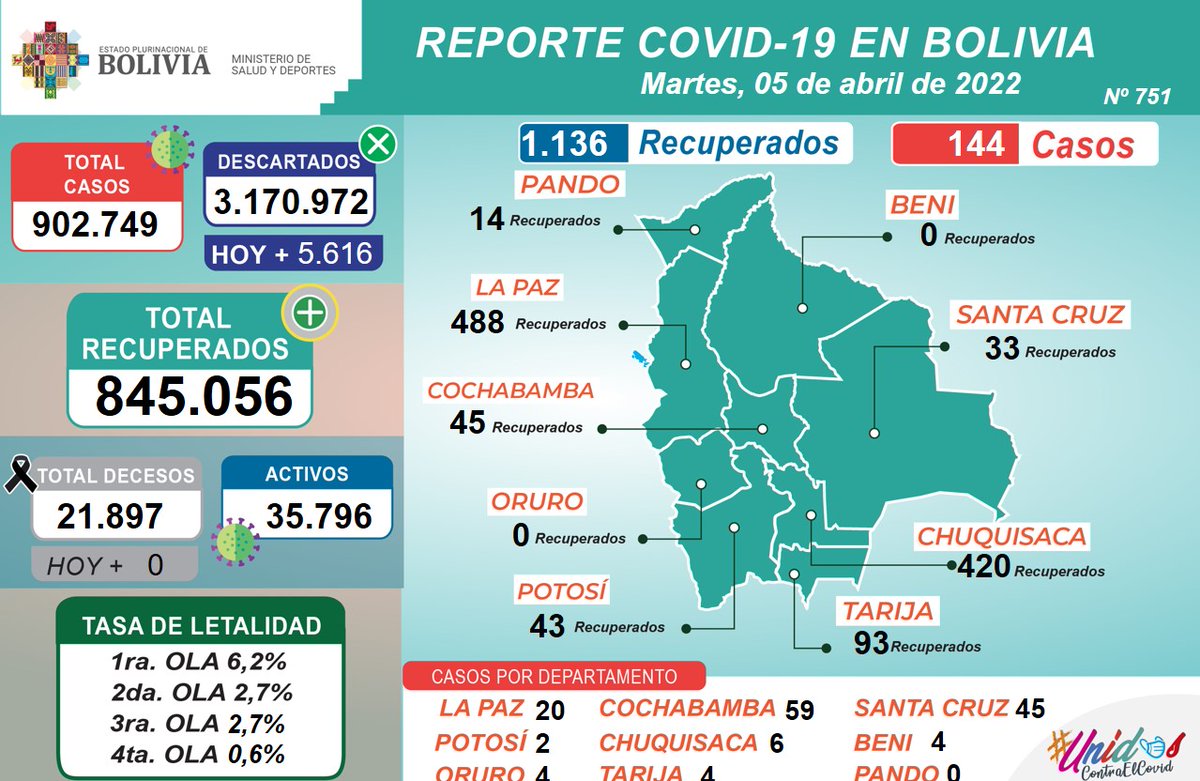 ESTADO PLURINACIONAL DE
BOLIVIA
MINISTERIO DE
SALUD Y DEPORTES
REPORTE COVID-19 EN BOLIVIA
Martes, 05 de abril de 2022
Nº 751
TOTAL
CASOS
902.749
DESCARTADOS
3.170.972
HOY + 5.616
TOTAL
RECUPERADOS
845.056
TOTAL DECESOS
21.897
HOY + 0
ACTIVOS
35.796
TASA DE LETALIDAD
1ra. OLA 6,2%
2da. OLA 2,7%
3ra. OLA 2,7%
4ta. OLA 0,6%
1.136 Recuperados
144 Casos
PANDO
14 Recuperados
BENI
0 Recuperados
LA PAZ
488 Recuperados
SANTA CRUZ
33 Recuperados
COCHABAMBA
45 Recuperados
ORURO
0 Recuperados
CHUQUISACA
420 Recuperados
POTOSÍ
43 Recuperados
TARIJA
93 Recuperados
CASOS POR DEPARTAMENTO
LA PAZ 20 COCHABAMBA 59 SANTA CRUZ 45
POTOSÍ 2 CHUQUISACA 6 BENI 4
ORURO 4 TARIJA 4 PANDO 0
#Unidos
ContraElCovid